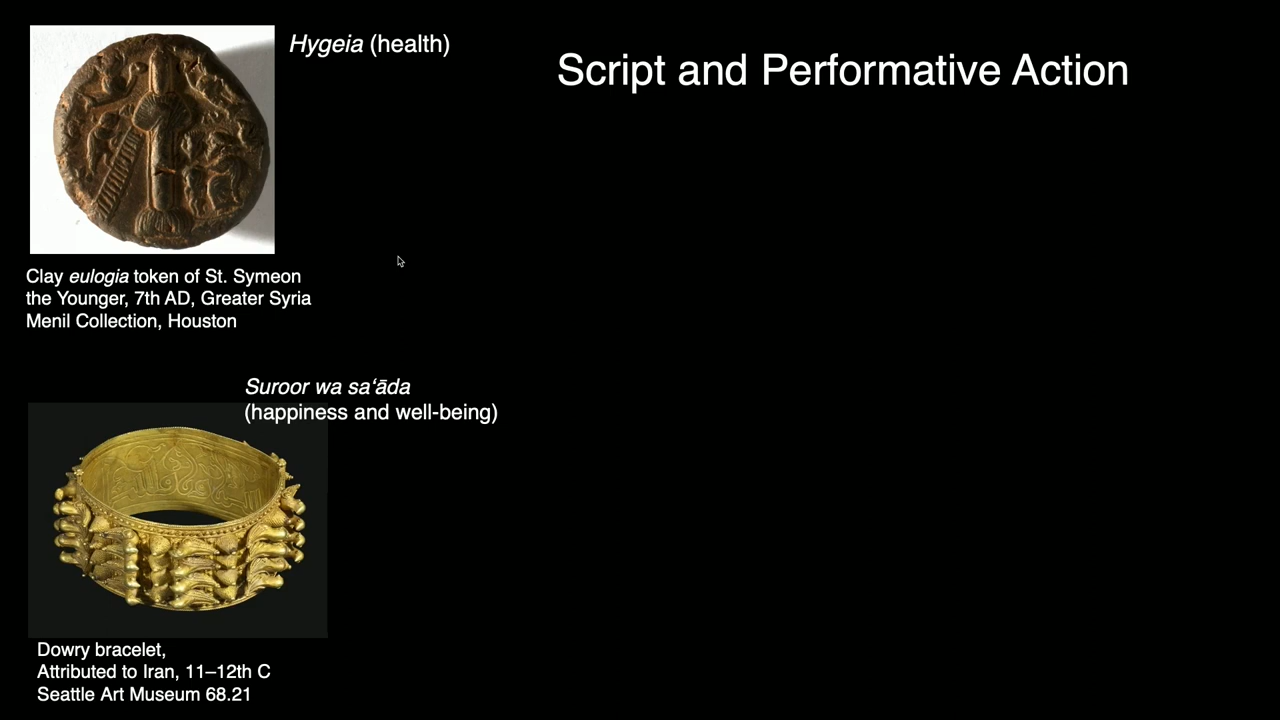 Script and Performative Action
Hygeia (health)
Clay eulogia token of St. Symeon
the Younger, 7th AD, Greater Syria
Menil Collection, Houston
Suroor wa sa‘āda
(happiness and well-being)
Dowry bracelet,
Attributed to Iran, 11–12th C
Seattle Art Museum 68.21